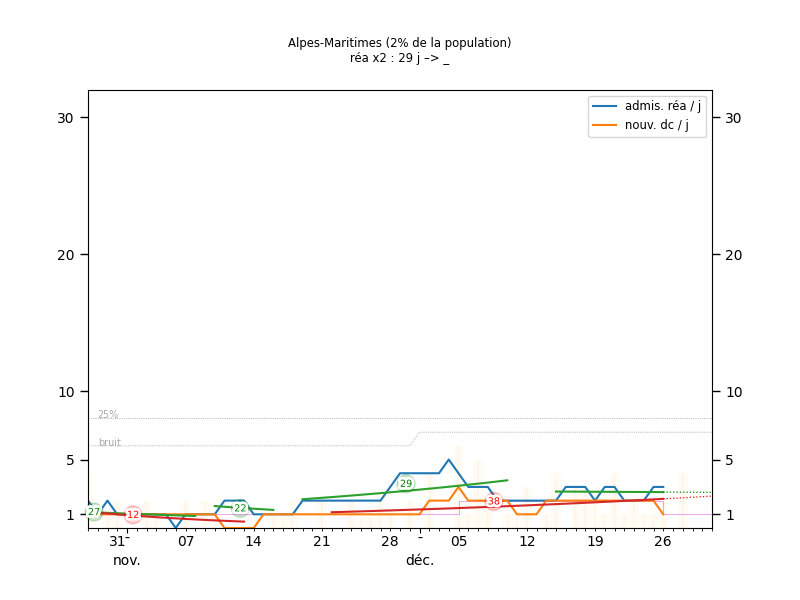 Alpes-Maritimes (2% de la population)
réa x2 : 29 j –> _
admis. réa / j
nouv. dc / j
30 30
20 20
10 10
25%
bruit
5 5
29
38
27 12 22
1 1
31 07 14 21 28 05 12 19 26
nov. déc.